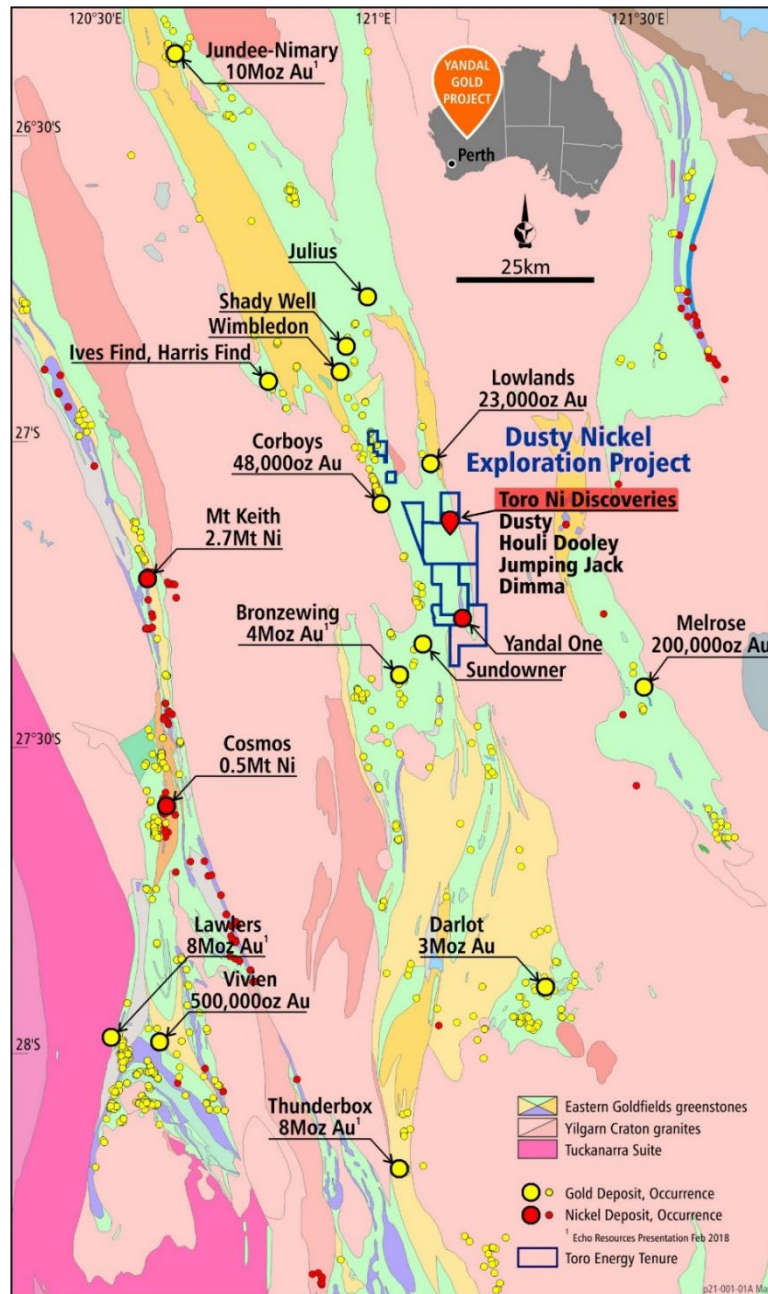 120°30'E
121°E
121°30'E
Jundee-Nimary
10Moz Au¹
YANDAL
GOLD
PROJECT
26°30'S
Perth
25km
Julius
Shady Well
Wimbledon
Ives Find, Harris Find
Lowlands
23,000oz Au
27°S
Dusty Nickel
Exploration Project
Corboys
48,000oz Au
Toro Ni Discoveries
Dusty
Houli Dooley
Jumping Jack
Dimma
Mt Keith
2.7Mt Ni
Bronzewing
4Moz Au¹
Yandal One
Sundowner
Melrose
200,000oz Au
27°30'S
Cosmos
0.5Mt Ni
Lawlers
8Moz Au¹
Vivien
500,000oz Au
Darlot
3Moz Au
28°S
Thunderbox
8Moz Au¹
Eastern Goldfields greenstones
Yilgarn Craton granites
Tuckanarra Suite
Gold Deposit, Occurrence
Nickel Deposit, Occurrence
¹ Echo Resources Presentation Feb 2018
Toro Energy Tenure
p21-001-01A Ma